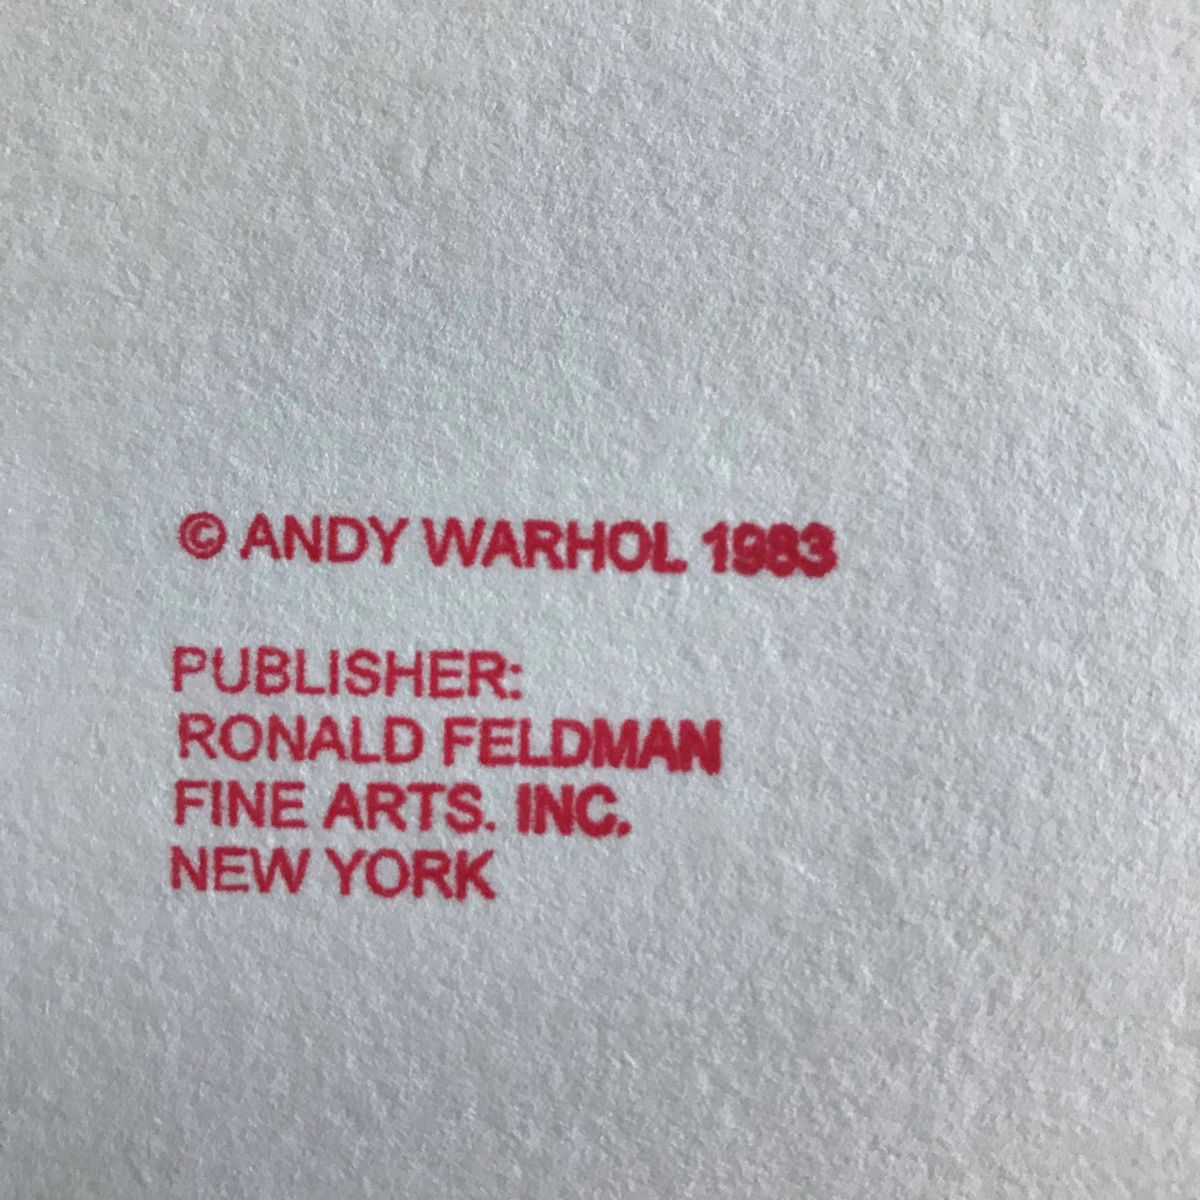 © ANDY WARHOL 1983
PUBLISHER:
RONALD FELDMAN
FINE ARTS. INC.
NEW YORK